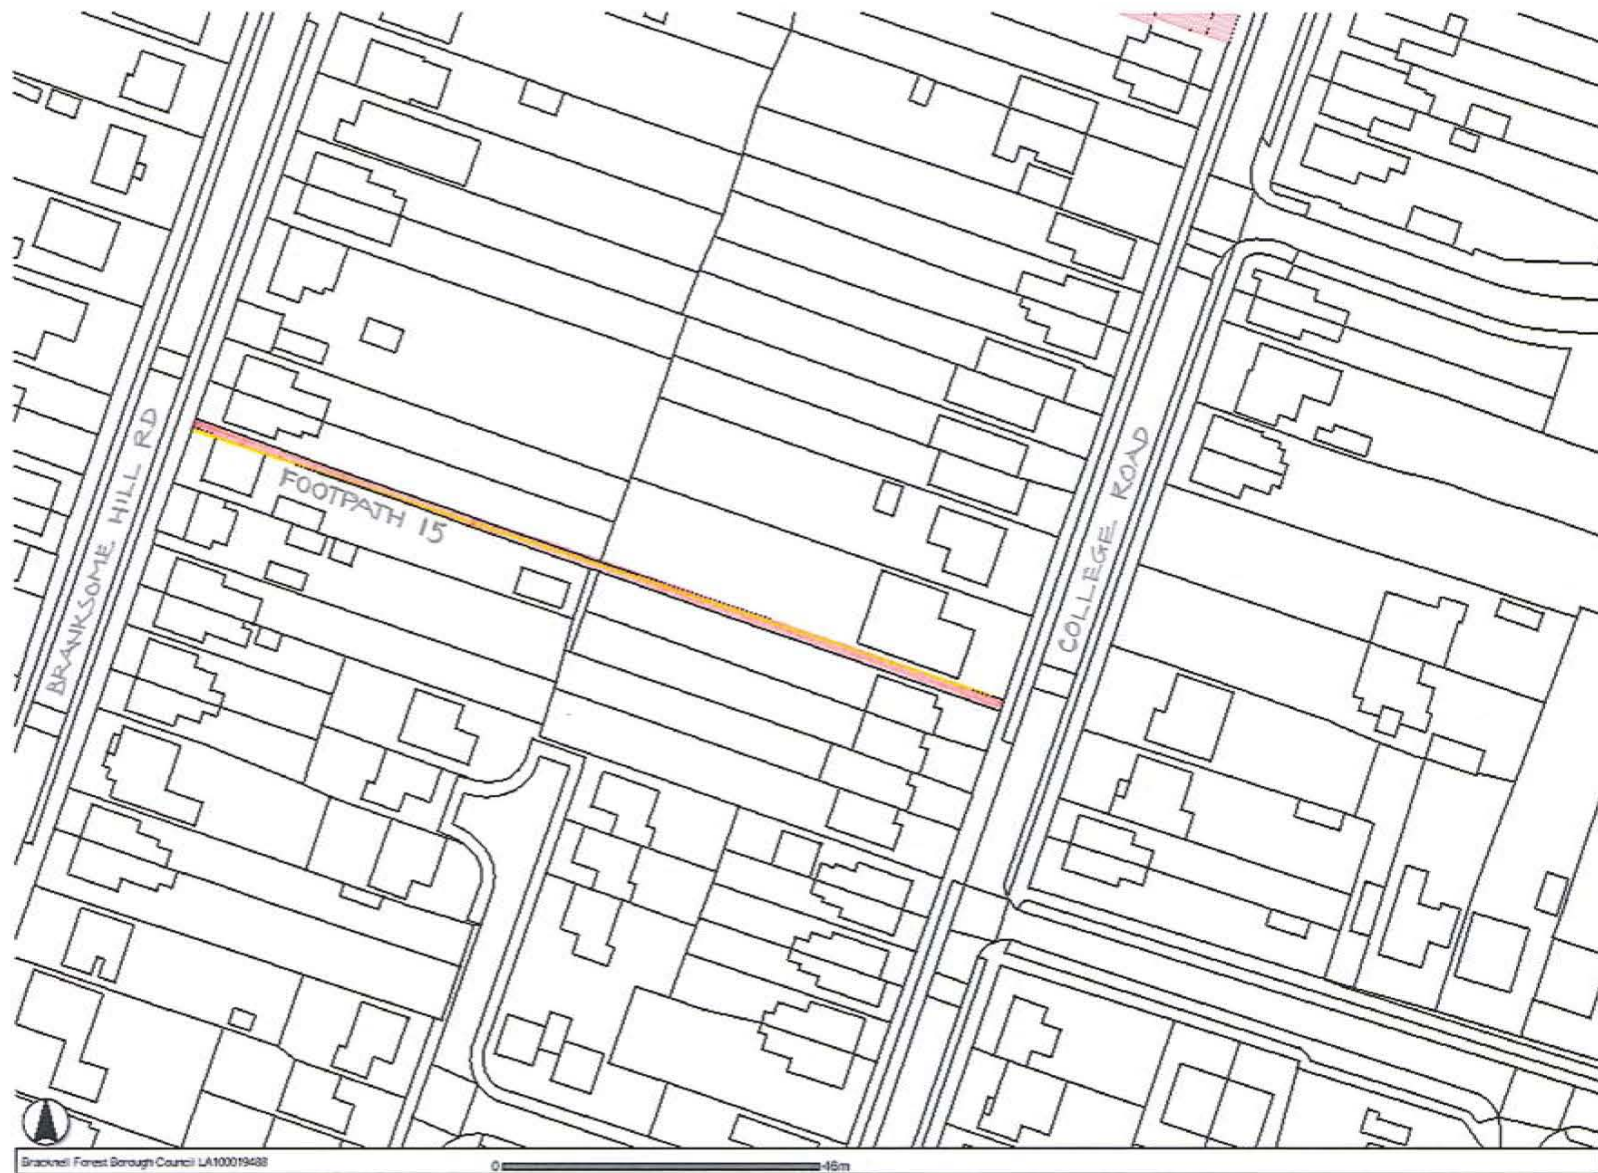 BRANKSOME HILL RD
FOOTPATH 15
COLLEGE ROAD
Bracknell Forest Borough Council LA100019488
0 46m